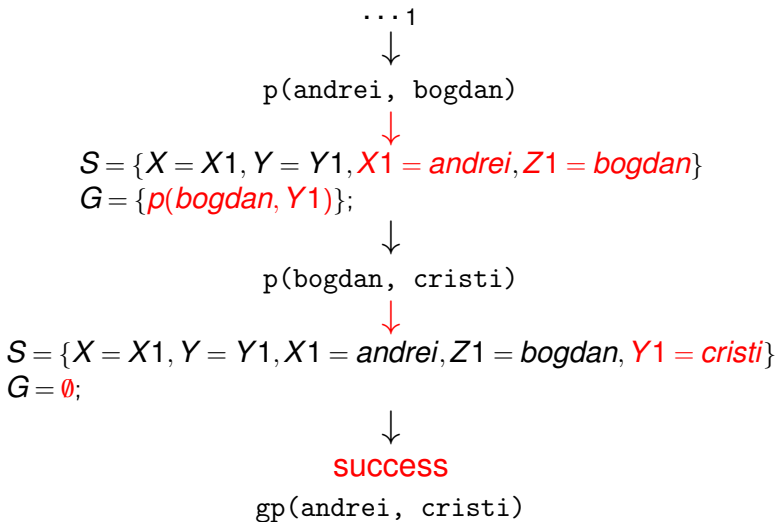 ⋯ 1
↓
p(andrei, bogdan)
↓
S = {X = X1, Y = Y1, X1 = andrei, Z1 = bogdan}
G = {p(bogdan, Y1)};
↓
p(bogdan, cristi)
↓
S = {X = X1, Y = Y1, X1 = andrei, Z1 = bogdan, Y1 = cristi}
G = ∅;
↓
success
gp(andrei, cristi)